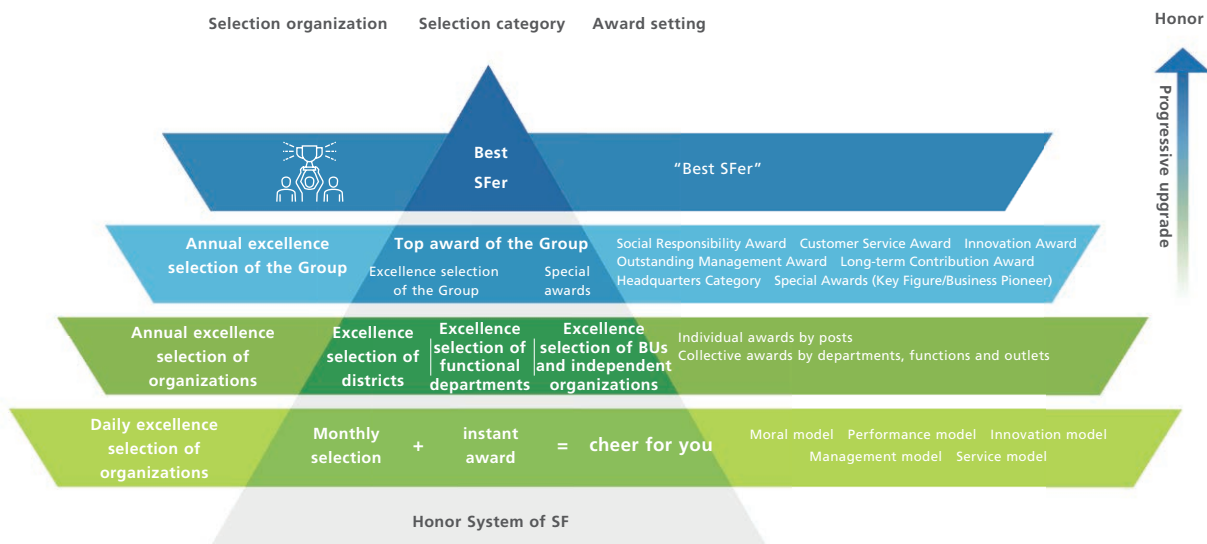 Selection organization
Selection category
Award setting
Honor
Progressive upgrade
Best
SFer
“Best SFer”
Annual excellence
selection of the Group
Top award of the Group
Excellence selection
of the Group
Special
awards
Social Responsibility Award Customer Service Award Innovation Award
Outstanding Management Award Long-term Contribution Award
Headquarters Category Special Awards (Key Figure/Business Pioneer)
Annual excellence
selection of
organizations
Excellence
selection of
districts
Excellence
selection of
functional
departments
Excellence
selection of BUs
and independent
organizations
Individual awards by posts
Collective awards by departments, functions and outlets
Daily excellence
selection of
organizations
Monthly
selection
+
instant
award
=
cheer for you
Moral model Performance model Innovation model
Management model Service model
Honor System of SF